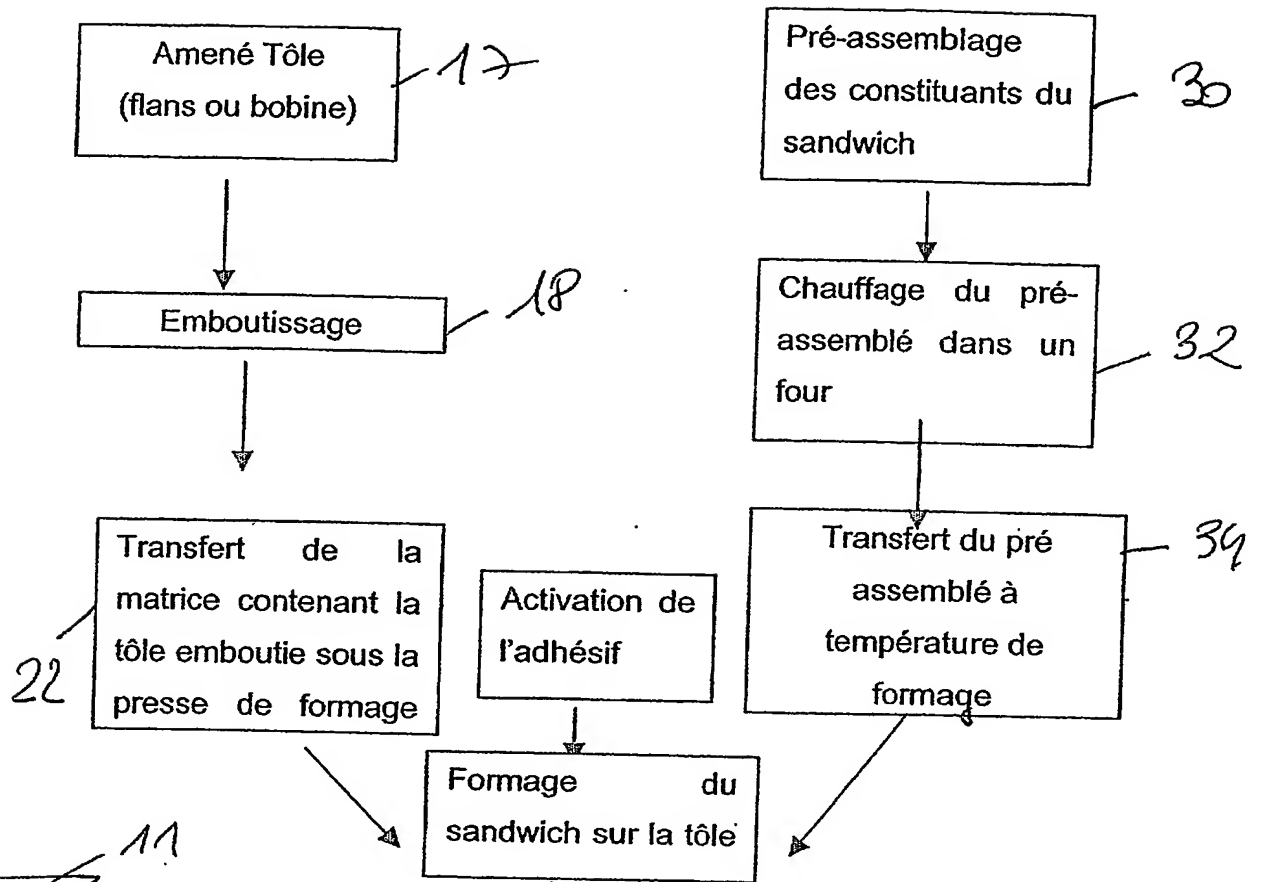 Amené Tôle
(flans ou bobine)
17
Emboutissage
18
Transfert de la
matrice contenant la
tôle emboutie sous la
presse de formage
22
Activation de
l'adhésif
Pré-assemblage
des constituants du
sandwich
30
Chauffage du pré-
assemblé dans un
four
32
Transfert du pré
assemblé à
température de
formage
34
Formage du
sandwich sur la tôle
11